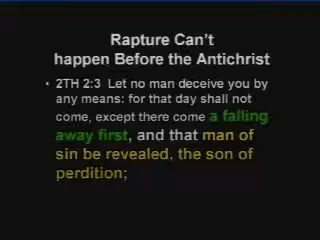 Rapture Can't
happen Before the Antichrist
• 2TH 2:3 Let no man deceive you by
any means: for that day shall not
come, except there come a falling
away first, and that man of
sin be revealed, the son of
perdition;